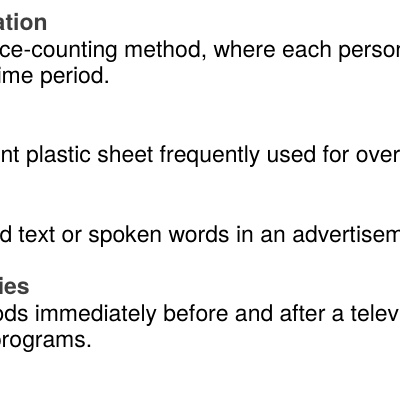 ation
ce-counting method, where each person
ime period.
nt plastic sheet frequently used for over
d text or spoken words in an advertisem
ies
ods immediately before and after a telev
programs.